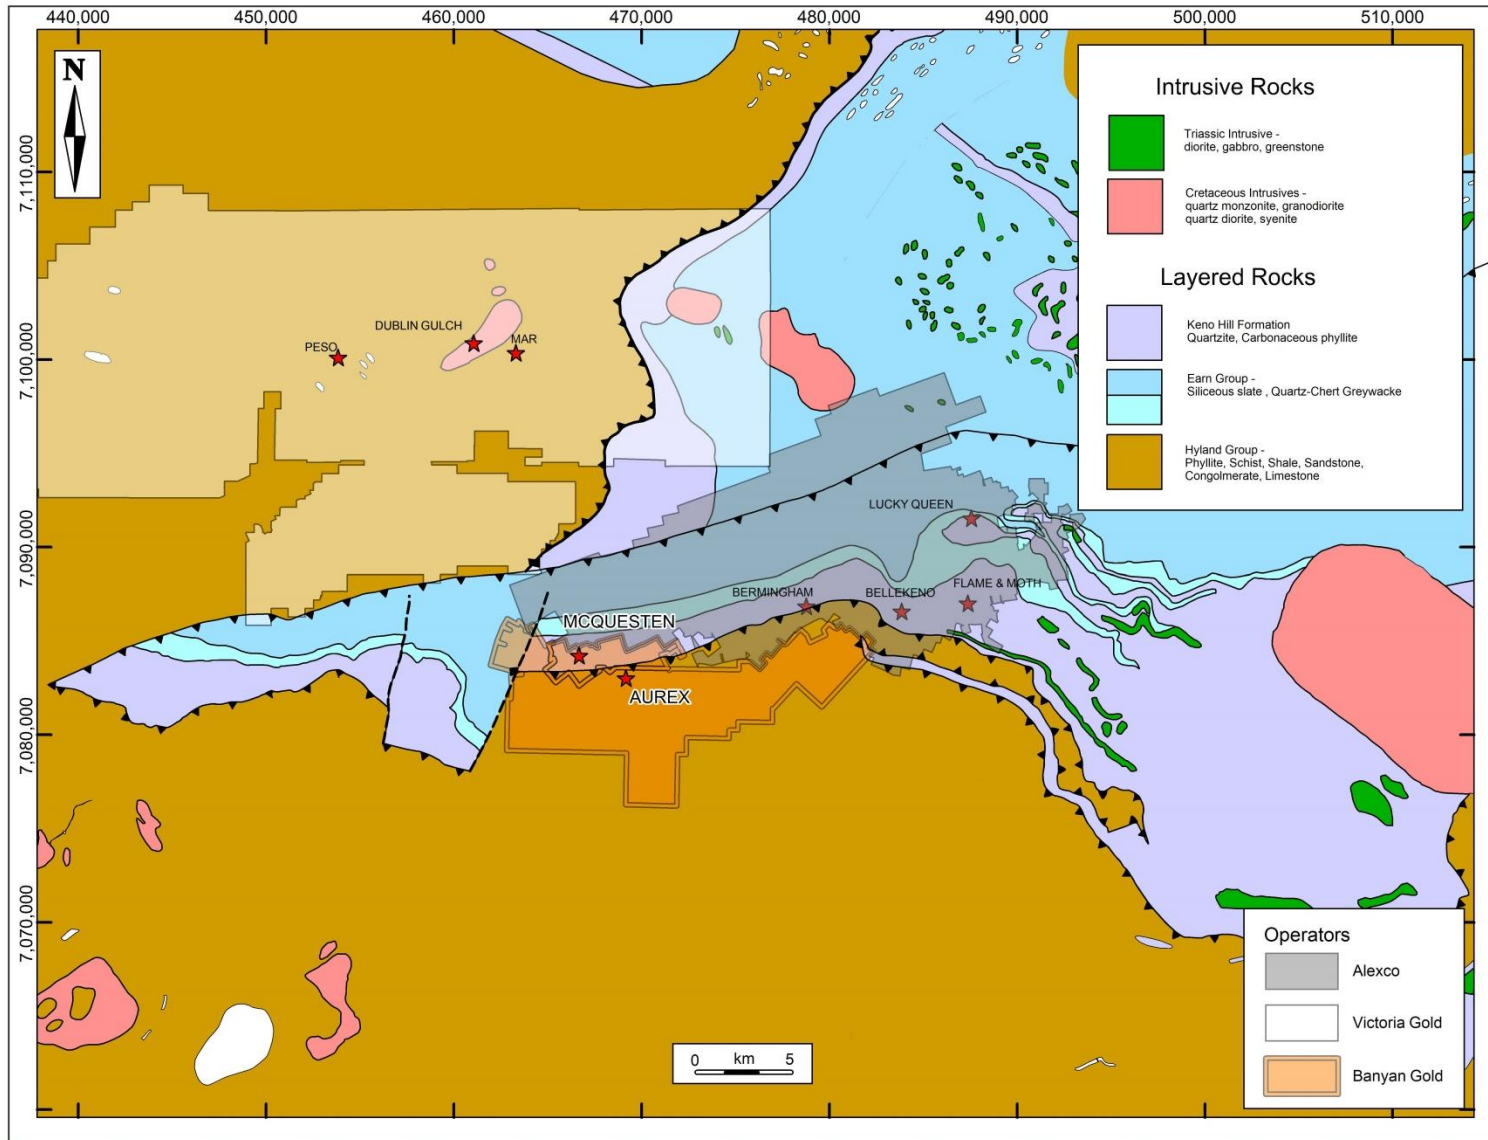 440,000
450,000
460,000
470,000
480,000
490,000
500,000
510,000
N
7,110,000
7,100,000
7,090,000
7,080,000
7,070,000
Intrusive Rocks
Triassic Intrusive -
diorite, gabbro, greenstone
Cretaceous Intrusives -
quartz monzonite, granodiorite
quartz diorite, syenite
Layered Rocks
Keno Hill Formation
Quartzite, Carbonaceous phyllite
Earn Group -
Siliceous slate , Quartz-Chert Greywacke
Hyland Group -
Phyllite, Schist, Shale, Sandstone,
Congolmerate, Limestone
DUBLIN GULCH
PESO
MAR
LUCKY QUEEN
FLAME & MOTH
BERMINGHAM
BELLEKENO
MCQUESTEN
AUREX
0 km 5
Operators
Alexco
Victoria Gold
Banyan Gold